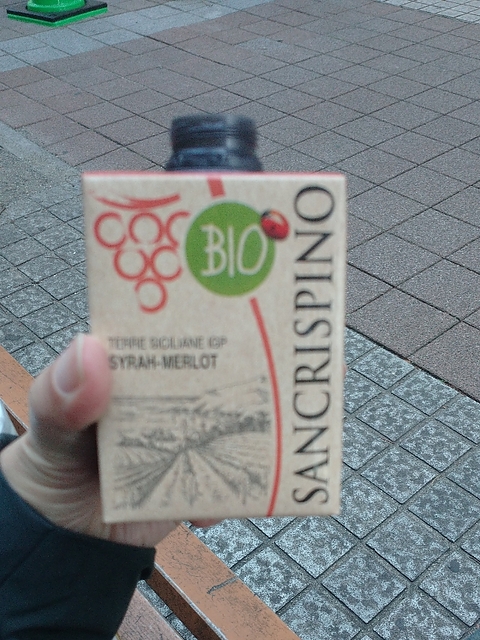 BIO
TERRE SICILIANE IGP
SYRAH-MERLOT
SANCRISPINO